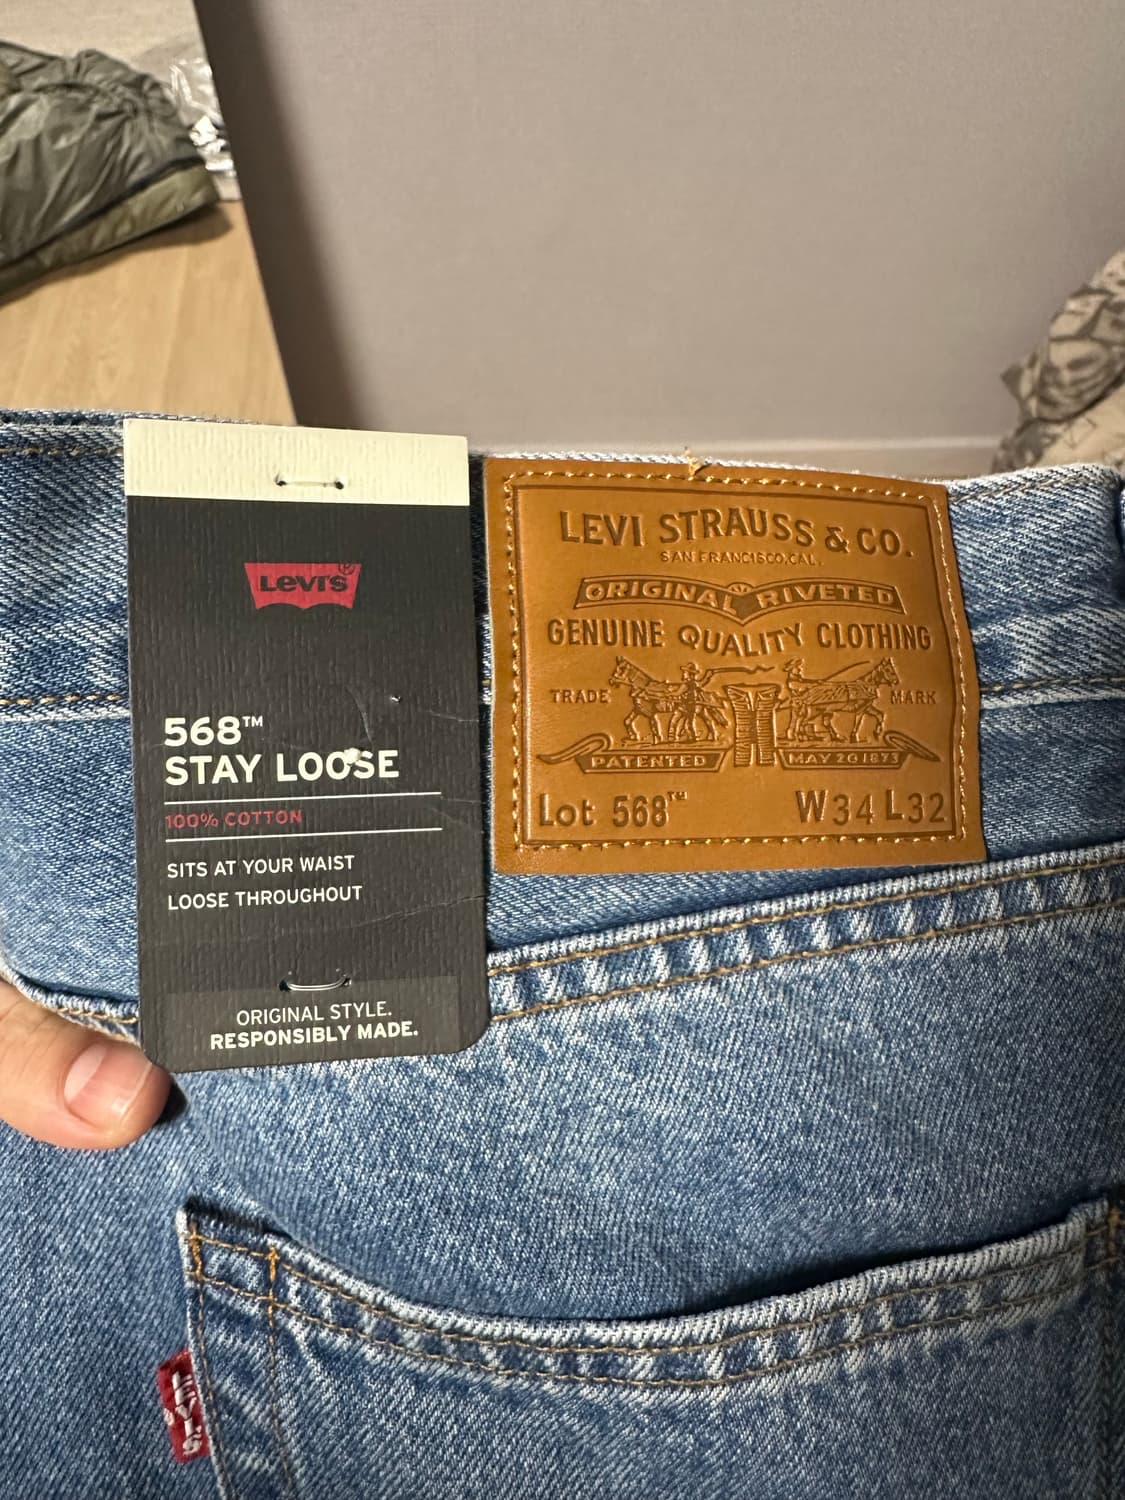 Levi's®
568™
STAY LOOSE
100% COTTON
SITS AT YOUR WAIST
LOOSE THROUGHOUT
ORIGINAL STYLE.
RESPONSIBLY MADE.
LEVI STRAUSS & CO.
SAN FRANCISCO, CAL.
ORIGINAL RIVETED
GENUINE QUALITY CLOTHING
TRADE MARK
PATENTED MAY 20 1873
Lot 568™ W34 L32
LEVI'S